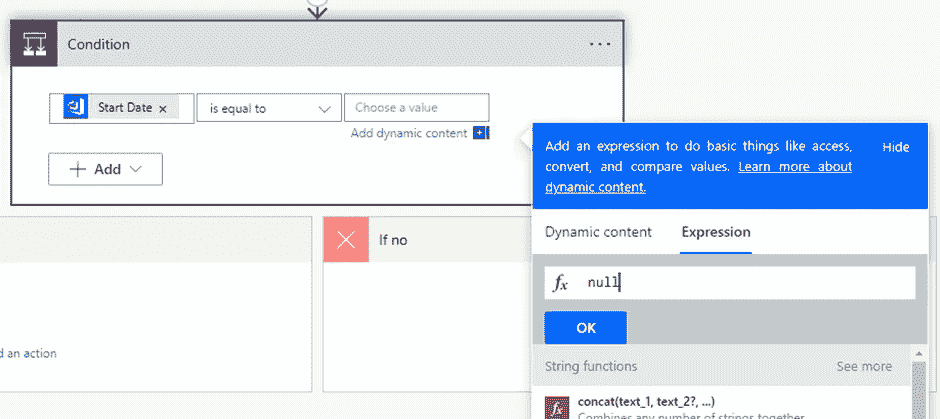 Condition
...
Start Date ×
is equal to
Choose a value
Add dynamic content
+ Add
Add an expression to do basic things like access,
convert, and compare values. Learn more about
dynamic content.
Hide
If no
Dynamic content
Expression
fx null
OK
an action
String functions
See more
concat(text_1, text_2?, ...)
Combines any number of strings together